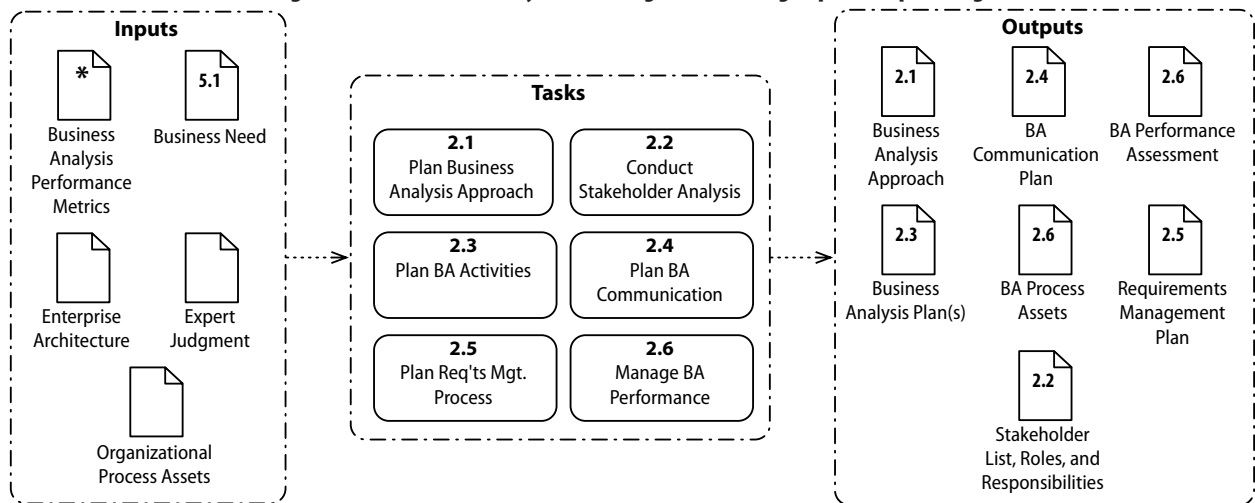 Inputs
*
Business
Analysis
Performance
Metrics
5.1
Business Need
Enterprise
Architecture
Expert
Judgment
Organizational
Process Assets
Tasks
2.1
Plan Business
Analysis Approach
2.2
Conduct
Stakeholder Analysis
2.3
Plan BA Activities
2.4
Plan BA
Communication
2.5
Plan Req'ts Mgt.
Process
2.6
Manage BA
Performance
Outputs
2.1
Business
Analysis
Approach
2.4
BA
Communication
Plan
2.6
BA Performance
Assessment
2.3
Business
Analysis Plan(s)
2.6
BA Process
Assets
2.5
Requirements
Management
Plan
2.2
Stakeholder
List, Roles, and
Responsibilities